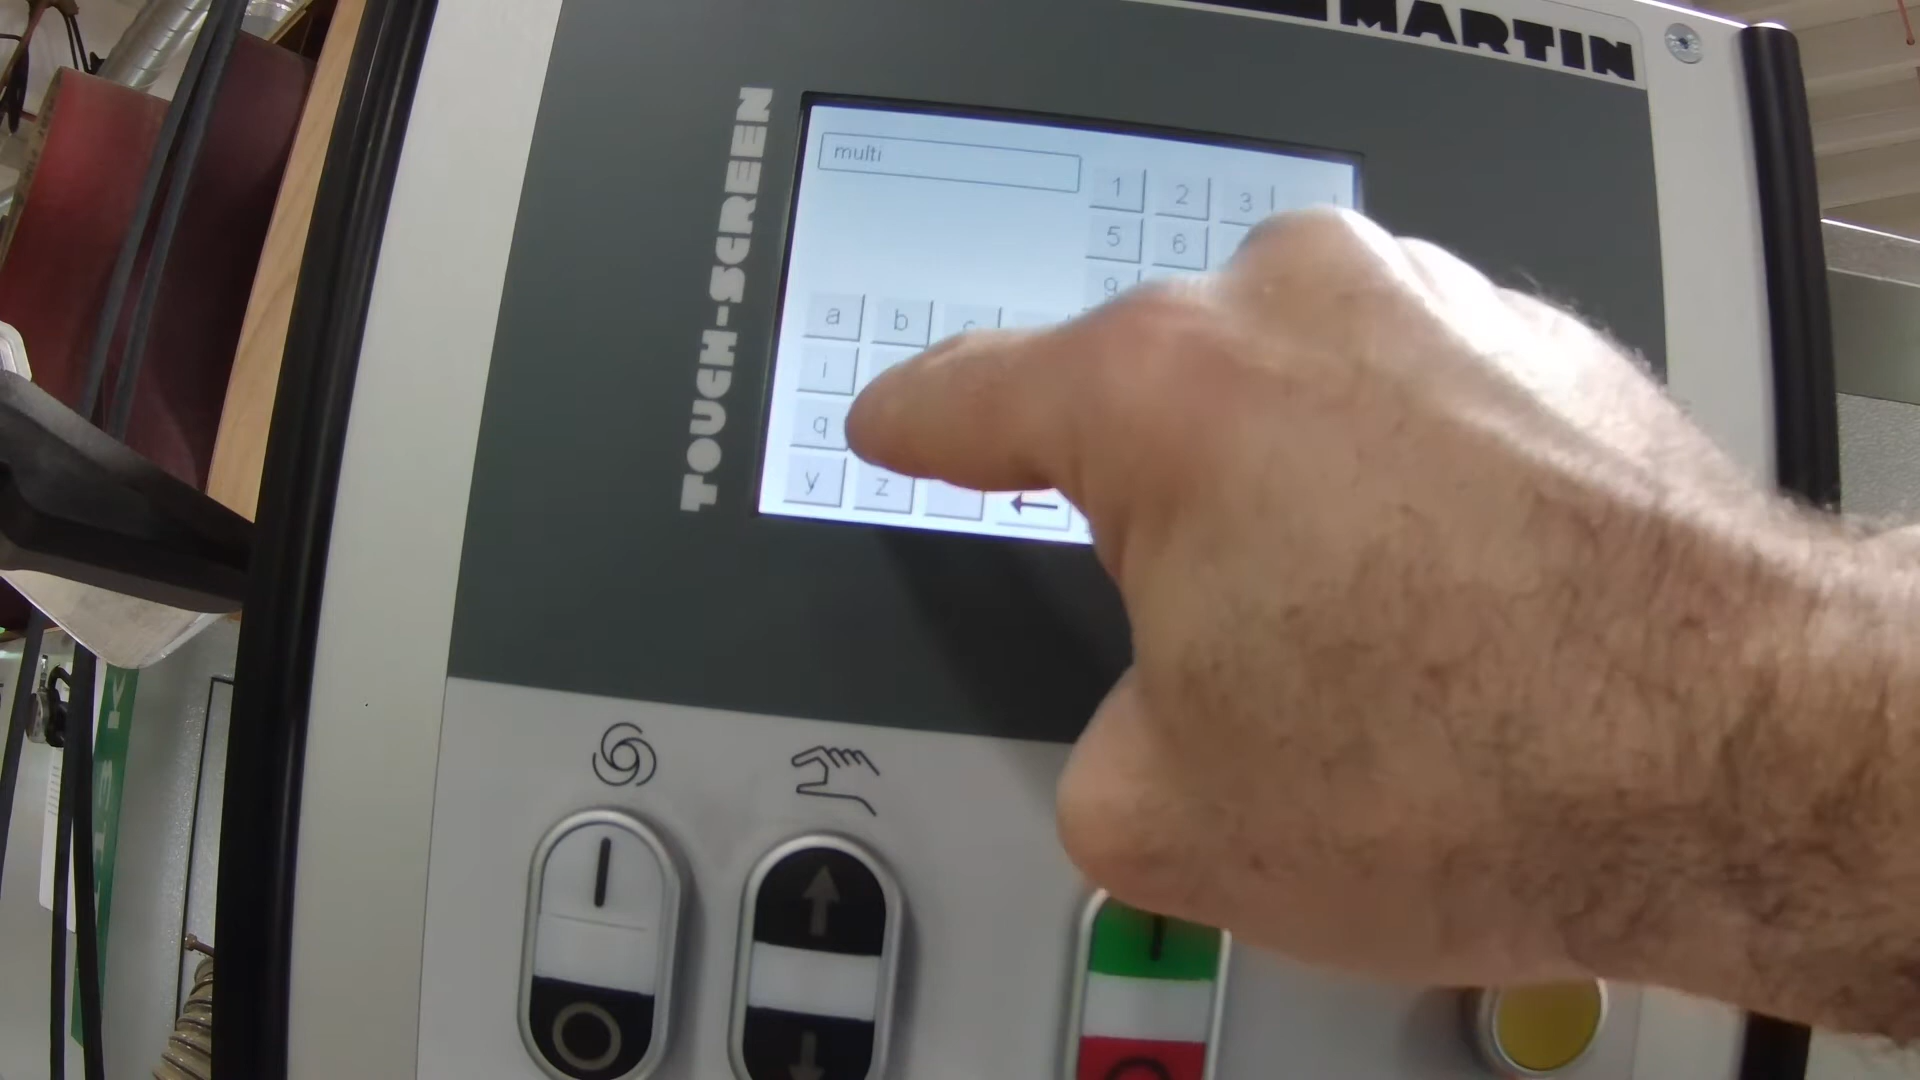 MARTIN
TOUCH-SCREEN
multi
1 2 3
5 6
9
a b c
i
q
y z